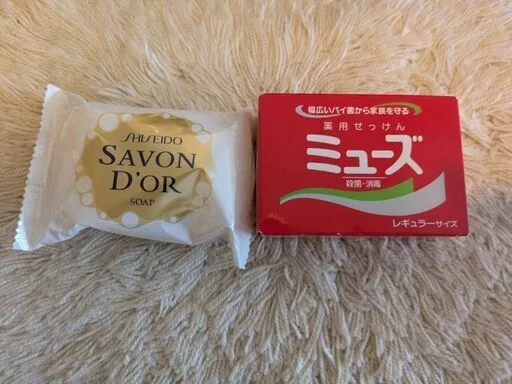 SHISEIDO
SAVON
D'OR
SOAP
幅広いバイ菌から家族を守る
薬用せっけん
ミューズ
殺菌・消毒
レギュラーサイズ